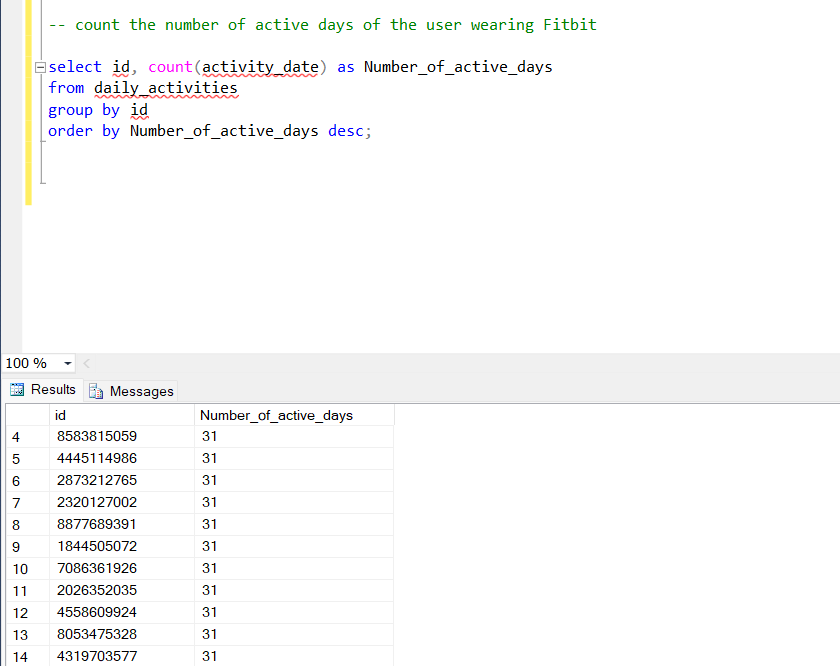 -- count the number of active days of the user wearing Fitbit
select id, count(activity_date) as Number_of_active_days
from daily_activities
group by id
order by Number_of_active_days desc;
100 %
Results Messages
id Number_of_active_days
4 8583815059 31
5 4445114986 31
6 2873212765 31
7 2320127002 31
8 8877689391 31
9 1844505072 31
10 7086361926 31
11 2026352035 31
12 4558609924 31
13 8053475328 31
14 4319703577 31